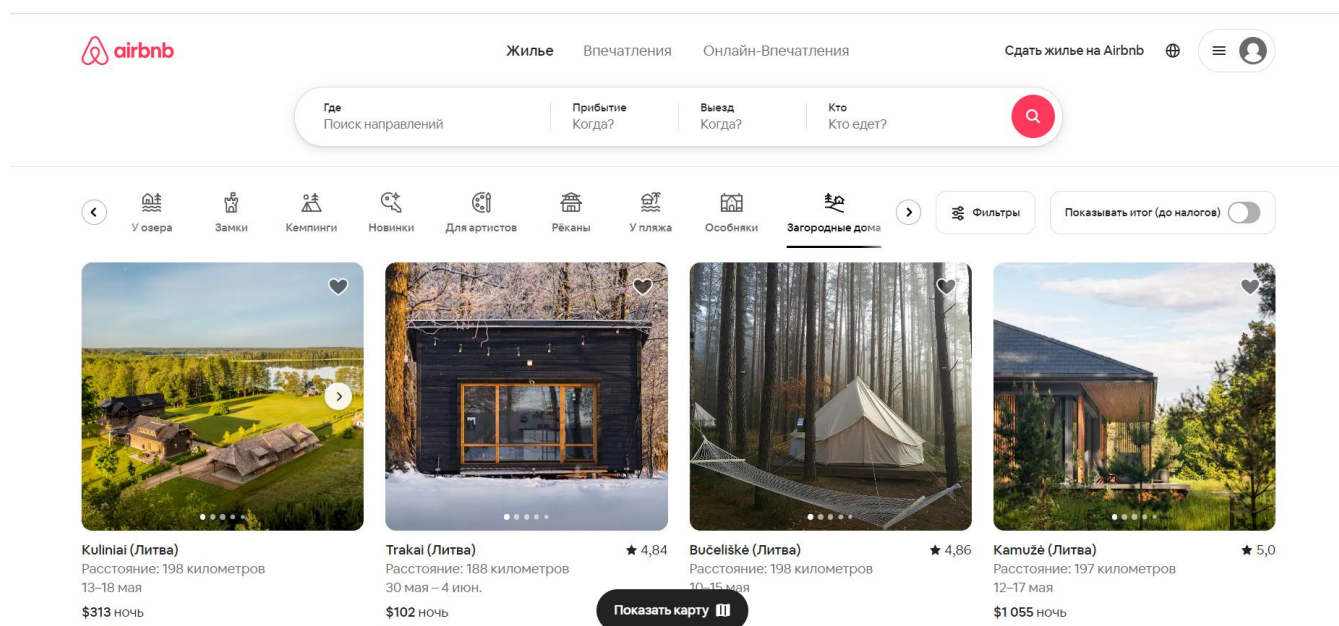 airbnb
Жилье Впечатления Онлайн-Впечатления
Сдать жилье на Airbnb
Где Прибытие Выезд Кто
Поиск направлений Когда? Когда? Кто едет?
У озера Замки Кемпинги Новинки Для артистов Рёканы У пляжа Особняки Загородные дома
Фильтры Показывать итог (до налогов)
Kuliniai (Литва)
Расстояние: 198 километров
13–18 мая
$313 ночь
Trakai (Литва) ★ 4,84
Расстояние: 188 километров
30 мая – 4 июн.
$102 ночь
Bučeliškė (Литва) ★ 4,86
Расстояние: 198 километров
10–15 мая
Kamužė (Литва) ★ 5,0
Расстояние: 197 километров
12–17 мая
$1 055 ночь
Показать карту